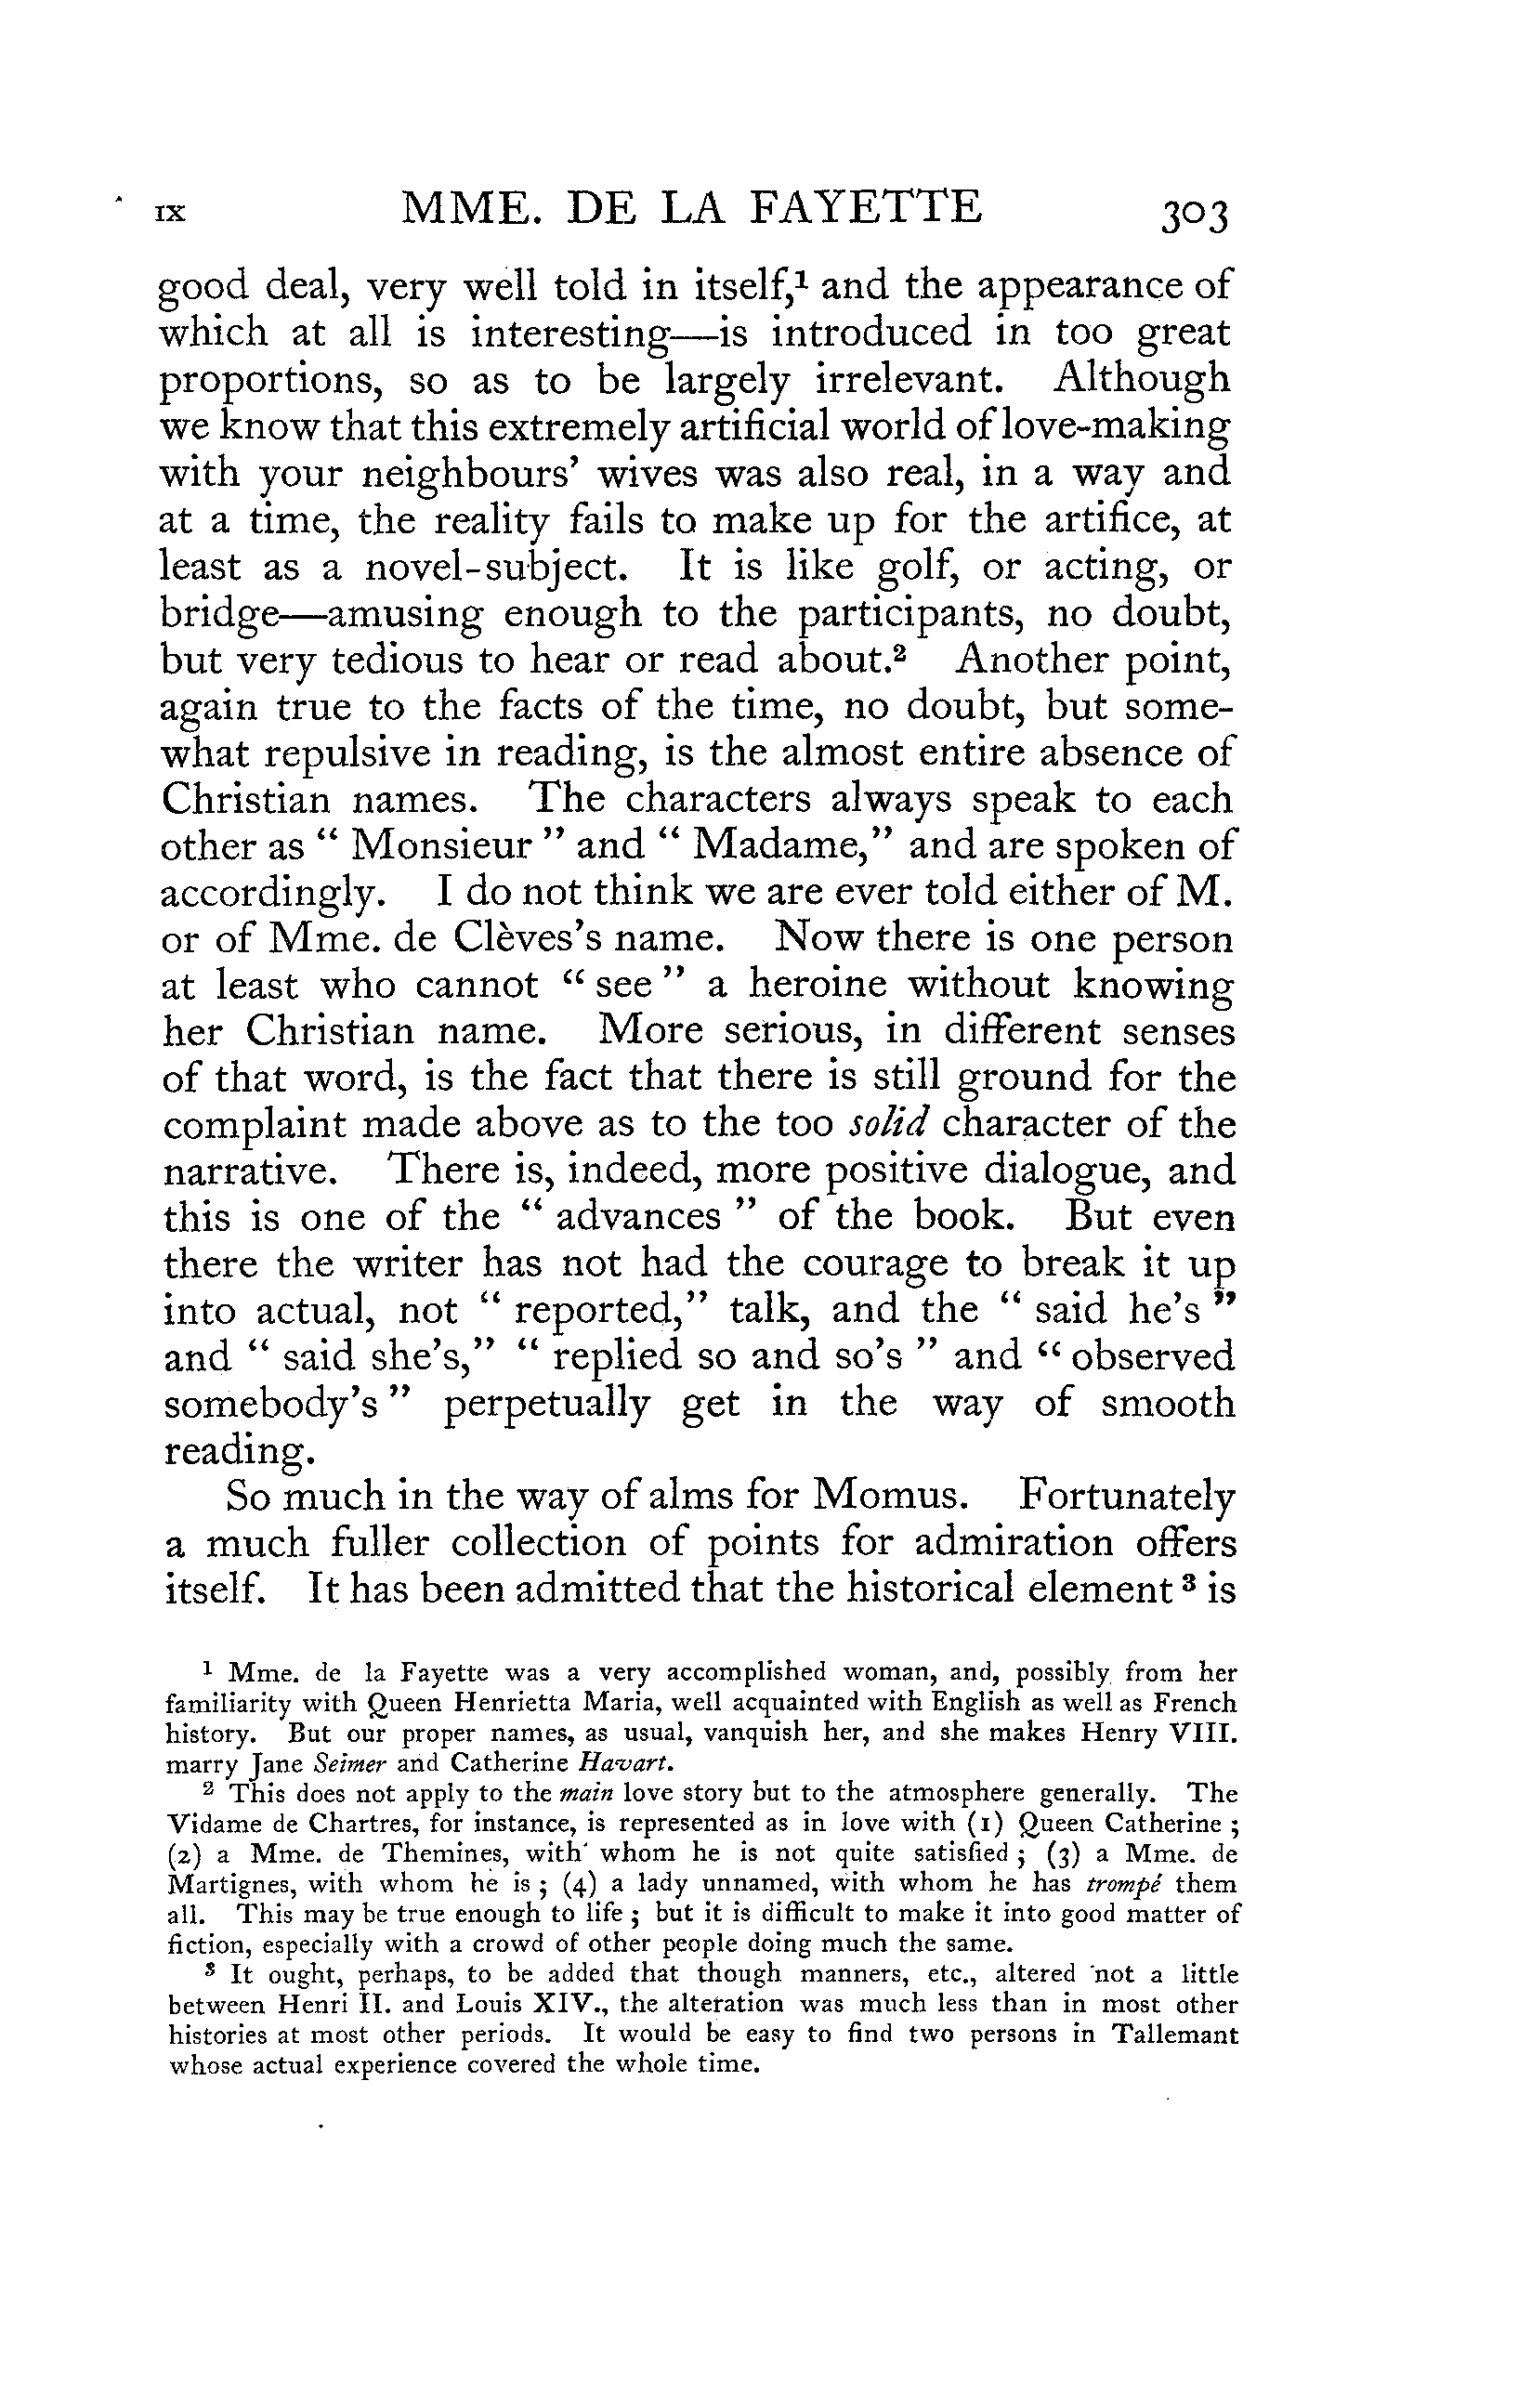 IX MME. DE LA FAYETTE 303
good deal, very well told in itself,¹ and the appearance of
which at all is interesting—is introduced in too great
proportions, so as to be largely irrelevant. Although
we know that this extremely artificial world of love-making
with your neighbours' wives was also real, in a way and
at a time, the reality fails to make up for the artifice, at
least as a novel-subject. It is like golf, or acting, or
bridge—amusing enough to the participants, no doubt,
but very tedious to hear or read about.² Another point,
again true to the facts of the time, no doubt, but some-
what repulsive in reading, is the almost entire absence of
Christian names. The characters always speak to each
other as " Monsieur " and " Madame," and are spoken of
accordingly. I do not think we are ever told either of M.
or of Mme. de Clèves's name. Now there is one person
at least who cannot " see " a heroine without knowing
her Christian name. More serious, in different senses
of that word, is the fact that there is still ground for the
complaint made above as to the too solid character of the
narrative. There is, indeed, more positive dialogue, and
this is one of the " advances " of the book. But even
there the writer has not had the courage to break it up
into actual, not " reported," talk, and the " said he's "
and " said she's," " replied so and so's " and " observed
somebody's " perpetually get in the way of smooth
reading.
So much in the way of alms for Momus. Fortunately
a much fuller collection of points for admiration offers
itself. It has been admitted that the historical element ³ is
¹ Mme. de la Fayette was a very accomplished woman, and, possibly from her
familiarity with Queen Henrietta Maria, well acquainted with English as well as French
history. But our proper names, as usual, vanquish her, and she makes Henry VIII.
marry Jane Seimer and Catherine Havart.
² This does not apply to the main love story but to the atmosphere generally. The
Vidame de Chartres, for instance, is represented as in love with (1) Queen Catherine ;
(2) a Mme. de Themines, with whom he is not quite satisfied ; (3) a Mme. de
Martignes, with whom he is ; (4) a lady unnamed, with whom he has trompé them
all. This may be true enough to life ; but it is difficult to make it into good matter of
fiction, especially with a crowd of other people doing much the same.
³ It ought, perhaps, to be added that though manners, etc., altered not a little
between Henri II. and Louis XIV., the alteration was much less than in most other
histories at most other periods. It would be easy to find two persons in Tallemant
whose actual experience covered the whole time.